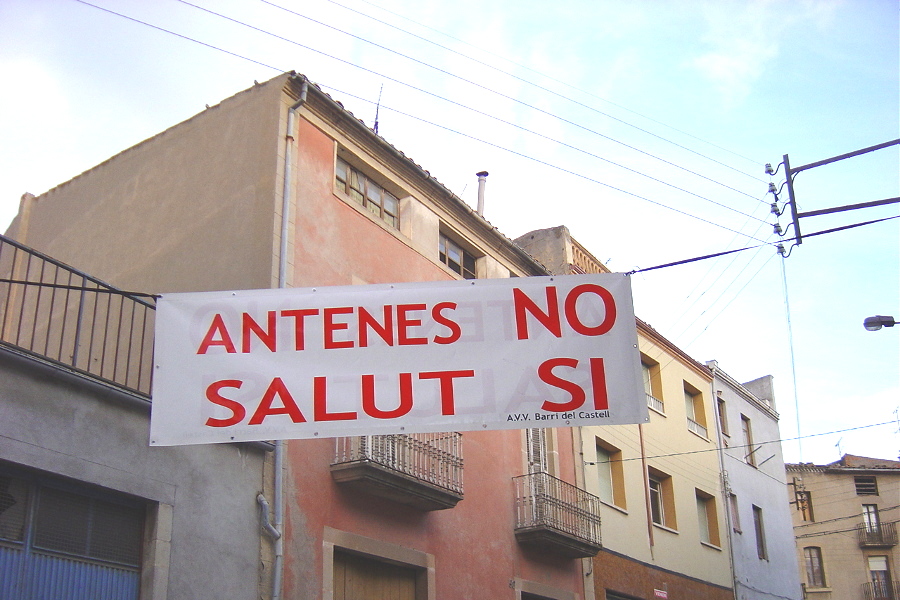 ANTENES NO
SALUT SI
A.V.V. Barri del Castell